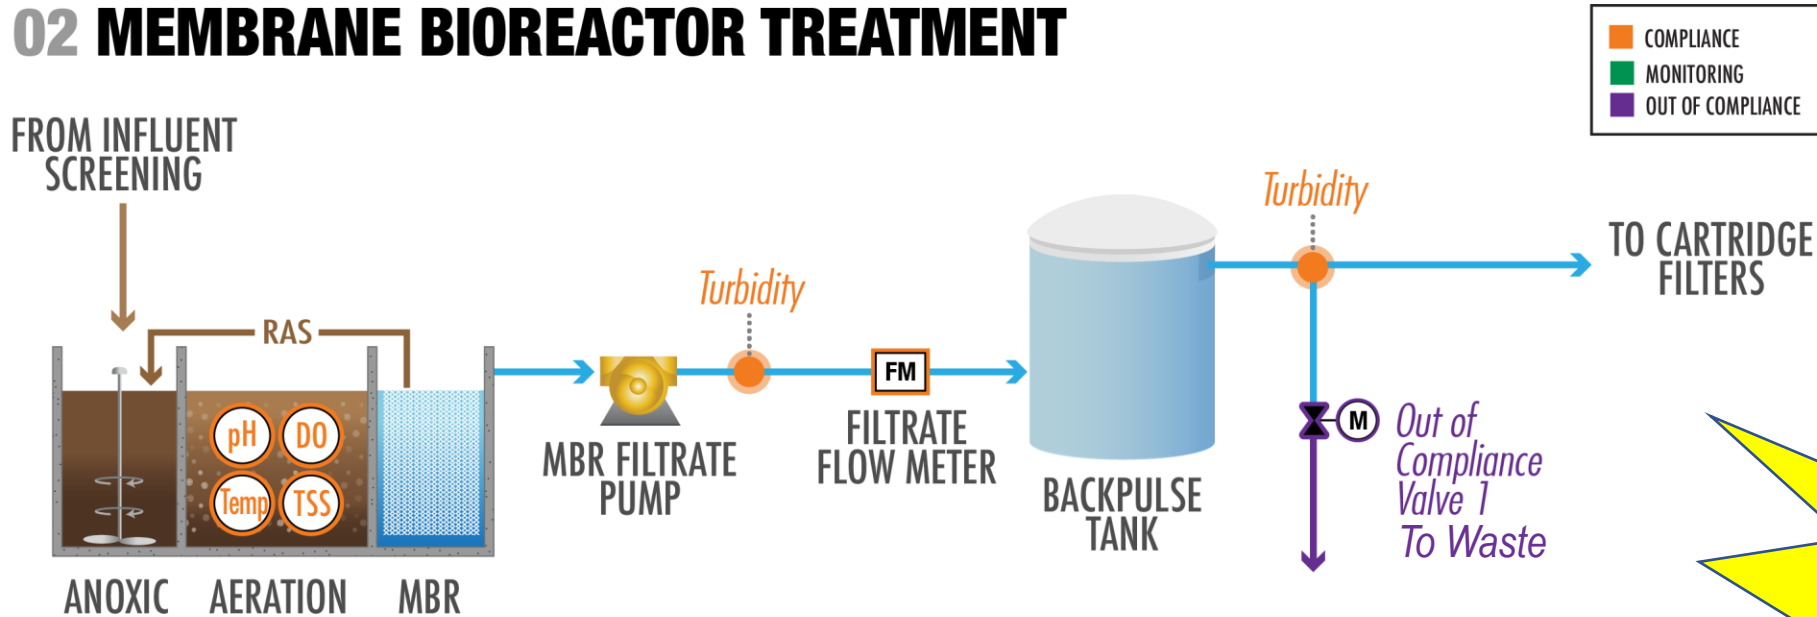 02 MEMBRANE BIOREACTOR TREATMENT
COMPLIANCE
MONITORING
OUT OF COMPLIANCE
FROM INFLUENT
SCREENING
RAS
pH
DO
Temp
TSS
ANOXIC
AERATION
MBR
MBR FILTRATE
PUMP
Turbidity
FM
FILTRATE
FLOW METER
BACKPULSE
TANK
Turbidity
M
Out of
Compliance
Valve 1
To Waste
TO CARTRIDGE
FILTERS